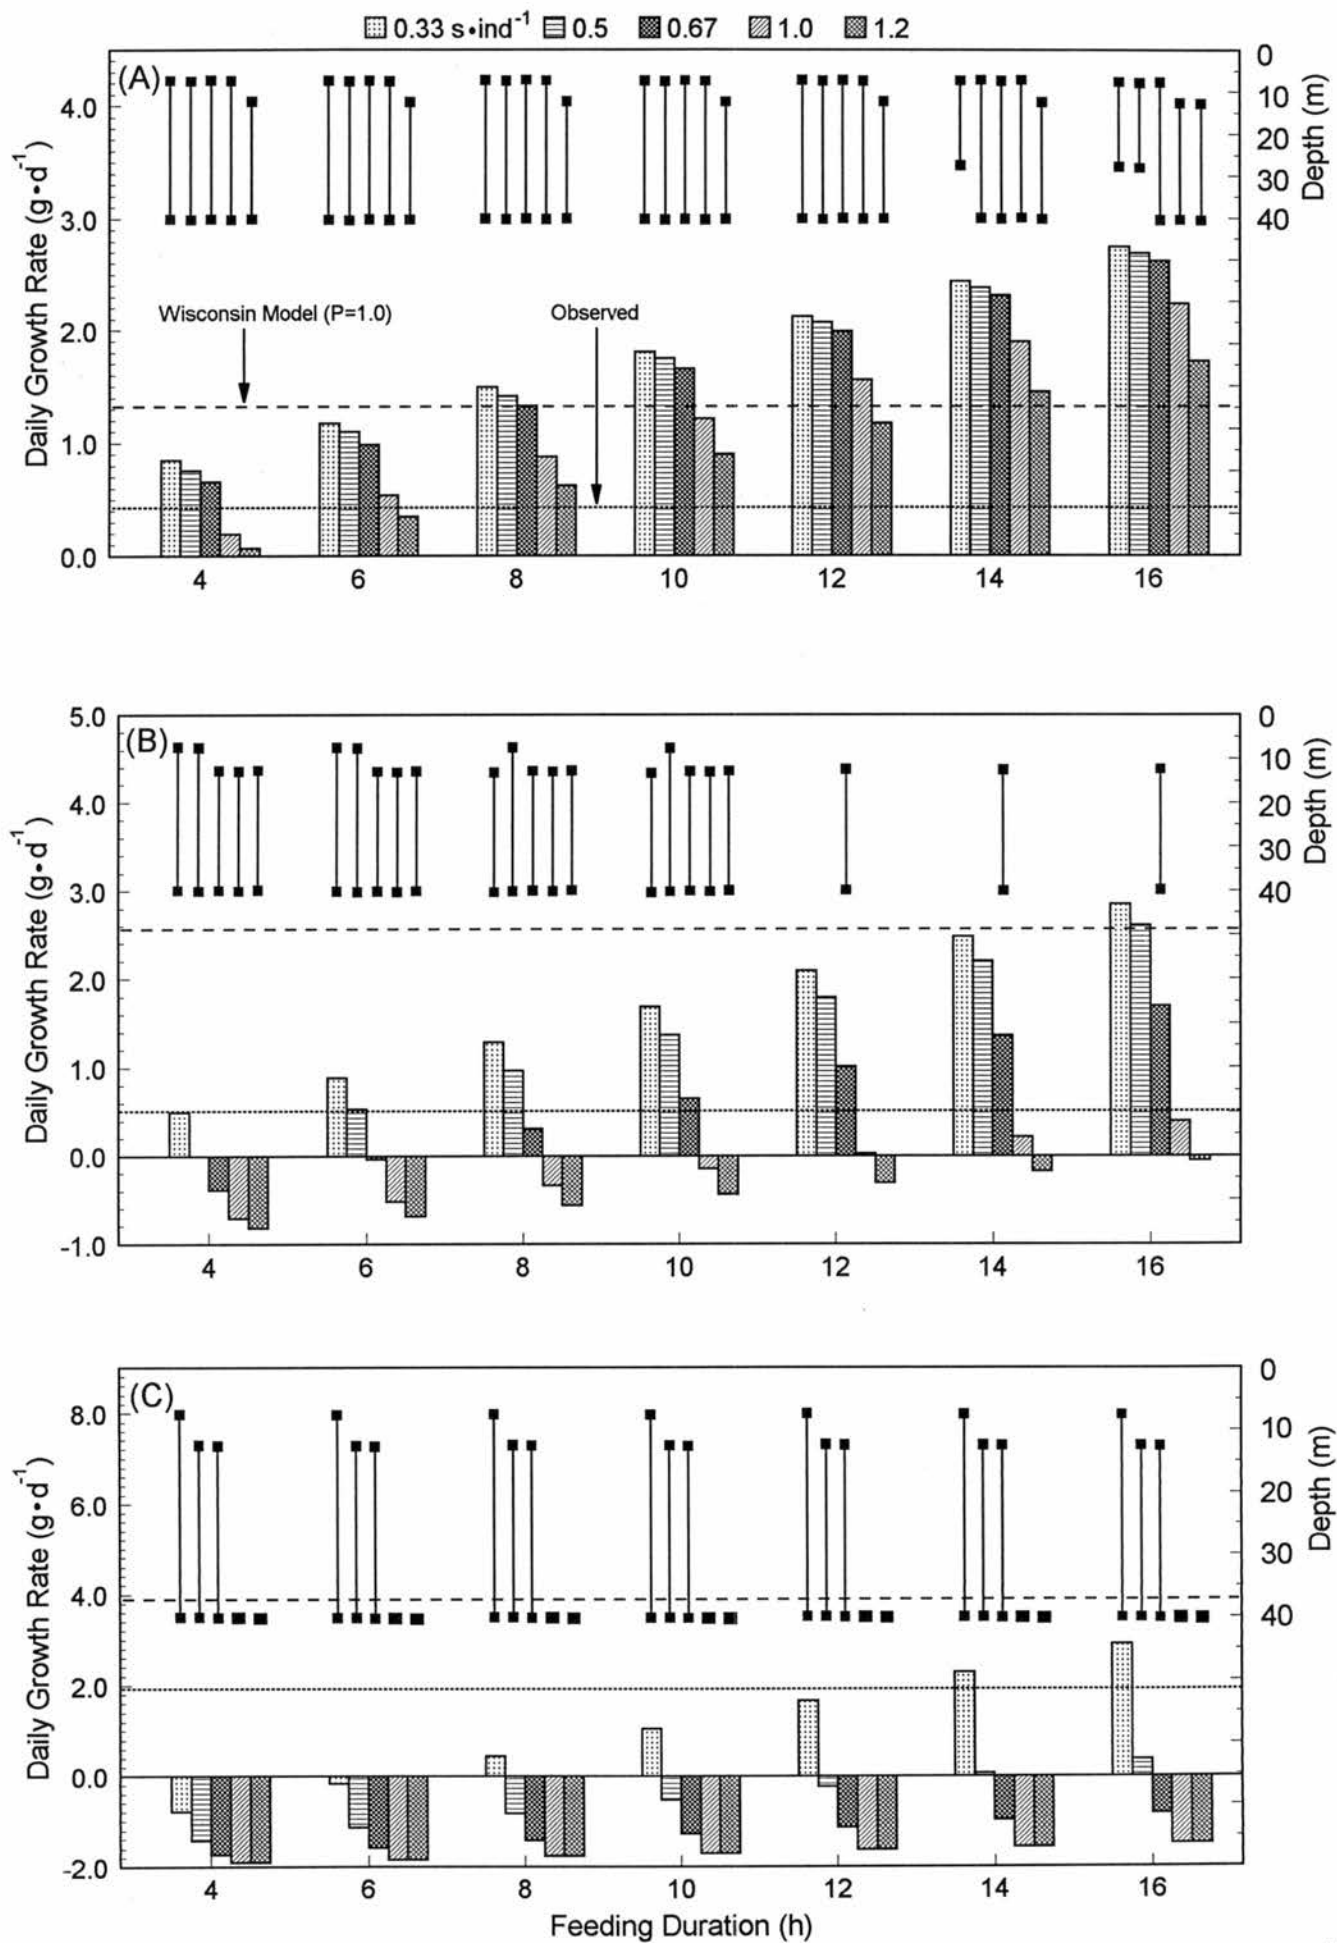 0.33 s•ind⁻¹ 0.5 0.67 1.0 1.2
(A)
Daily Growth Rate (g•d⁻¹)
4.0
3.0
2.0
1.0
0.0
Wisconsin Model (P=1.0)
Observed
0
10
20
30
40
Depth (m)
4 6 8 10 12 14 16
(B)
Daily Growth Rate (g•d⁻¹)
5.0
4.0
3.0
2.0
1.0
0.0
-1.0
0
10
20
30
40
Depth (m)
4 6 8 10 12 14 16
(C)
Daily Growth Rate (g•d⁻¹)
8.0
6.0
4.0
2.0
0.0
-2.0
0
10
20
30
40
Depth (m)
4 6 8 10 12 14 16
Feeding Duration (h)